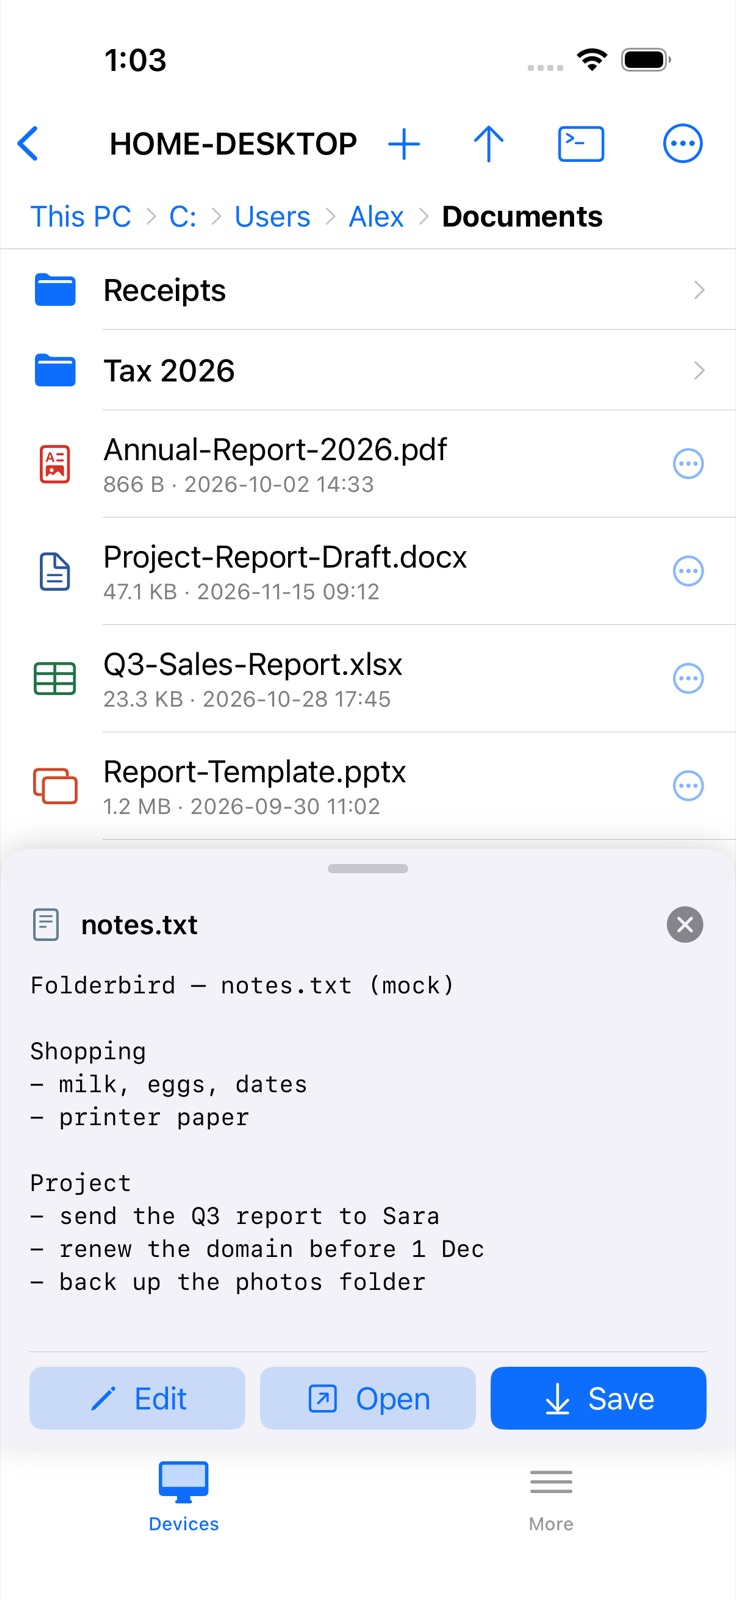 1:03
HOME-DESKTOP
This PC > C: > Users > Alex > Documents
Receipts
Tax 2026
Annual-Report-2026.pdf
866 B · 2026-10-02 14:33
Project-Report-Draft.docx
47.1 KB · 2026-11-15 09:12
Q3-Sales-Report.xlsx
23.3 KB · 2026-10-28 17:45
Report-Template.pptx
1.2 MB · 2026-09-30 11:02
notes.txt
Folderbird — notes.txt (mock)
Shopping
- milk, eggs, dates
- printer paper
Project
- send the Q3 report to Sara
- renew the domain before 1 Dec
- back up the photos folder
Edit Open Save
Devices More